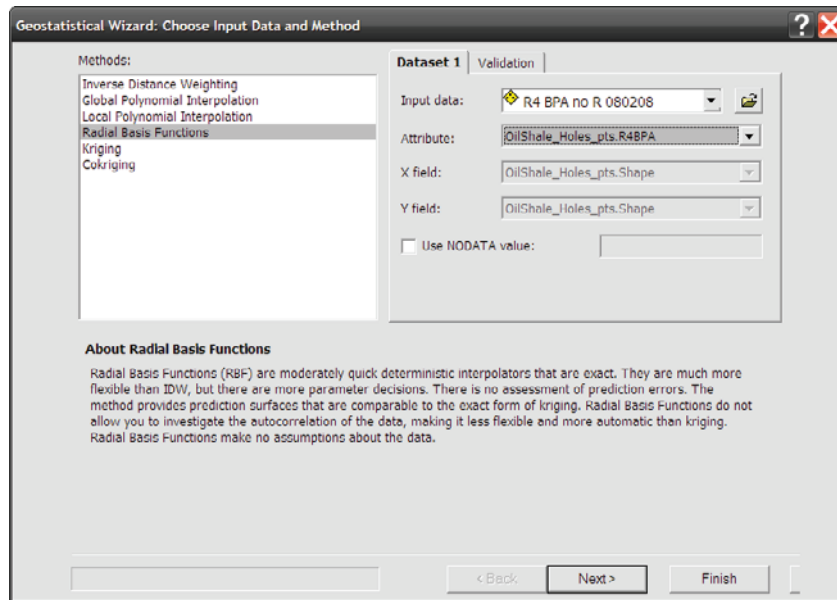 Geostatistical Wizard: Choose Input Data and Method
Methods:
Inverse Distance Weighting
Global Polynomial Interpolation
Local Polynomial Interpolation
Radial Basis Functions
Kriging
Cokriging
Dataset 1
Validation
Input data:
R4 BPA no R 080208
Attribute:
OilShale_Holes_pts.R4BPA
X field:
OilShale_Holes_pts.Shape
Y field:
OilShale_Holes_pts.Shape
Use NODATA value:
About Radial Basis Functions
Radial Basis Functions (RBF) are moderately quick deterministic interpolators that are exact. They are much more
flexible than IDW, but there are more parameter decisions. There is no assessment of prediction errors. The
method provides prediction surfaces that are comparable to the exact form of kriging. Radial Basis Functions do not
allow you to investigate the autocorrelation of the data, making it less flexible and more automatic than kriging.
Radial Basis Functions make no assumptions about the data.
< Back
Next >
Finish